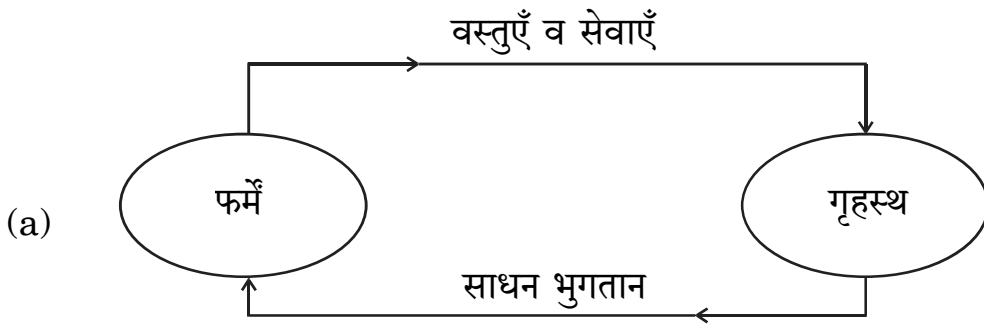 वस्तुएँ व सेवाएँ
(a)
फर्में
गृहस्थ
साधन भुगतान